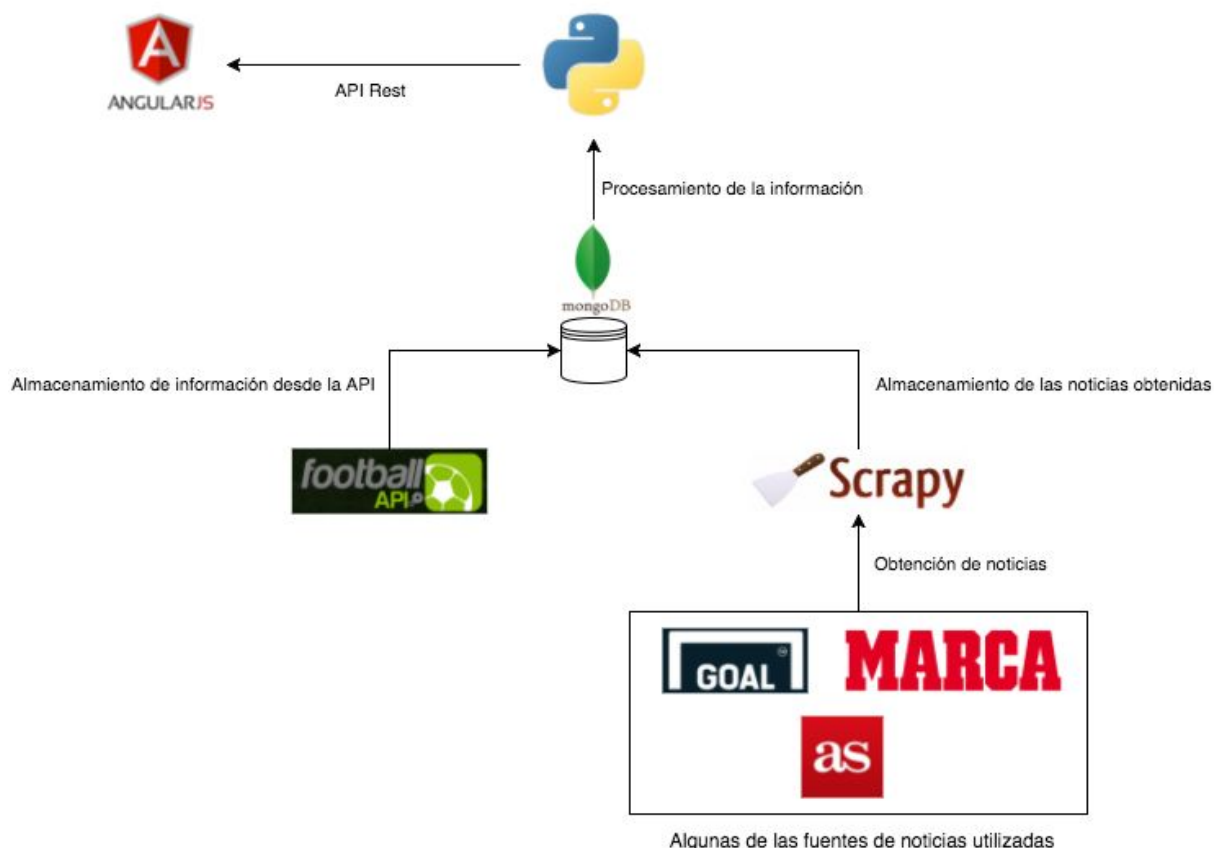 ANGULARJS
API Rest
Procesamiento de la información
mongoDB
Almacenamiento de información desde la API
Almacenamiento de las noticias obtenidas
football
API
Scrapy
Obtención de noticias
GOAL
MARCA
as
Algunas de las fuentes de noticias utilizadas